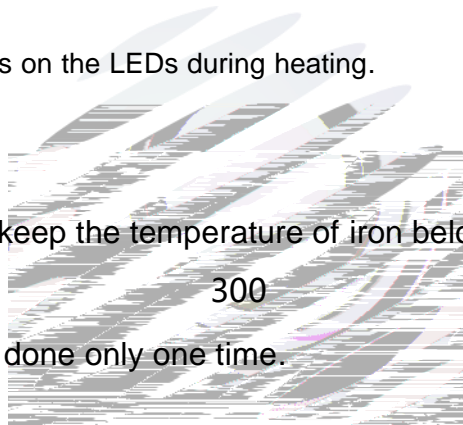 s on the LEDs during heating.
keep the temperature of iron belo
300
done only one time.